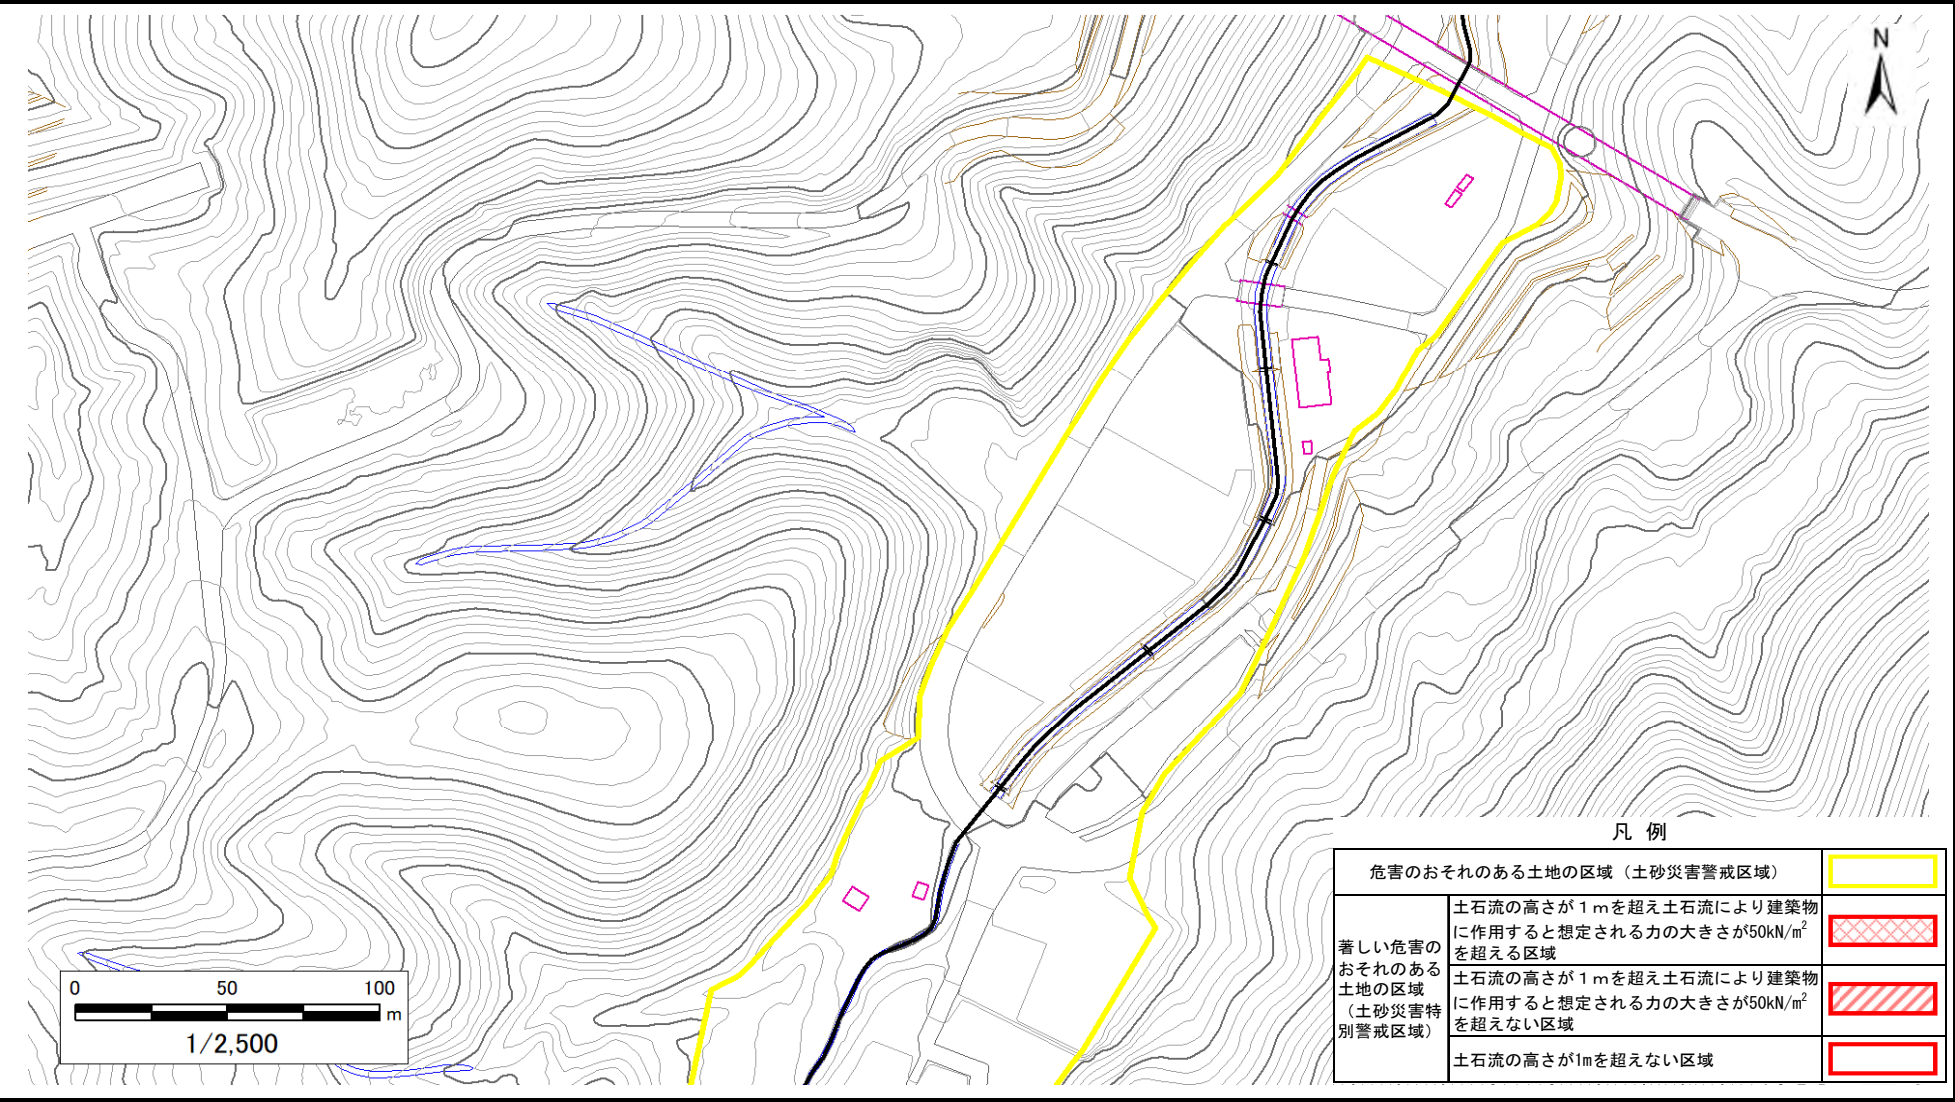 N
凡 例
危害のおそれのある土地の区域（土砂災害警戒区域）
著しい危害の
おそれのある
土地の区域
（土砂災害特
別警戒区域）
土石流の高さが１ｍを超え土石流により建築物
に作用すると想定される力の大きさが50kN/m²
を超える区域
土石流の高さが１ｍを超え土石流により建築物
に作用すると想定される力の大きさが50kN/m²
を超えない区域
土石流の高さが1mを超えない区域
0 50 100
m
1/2,500